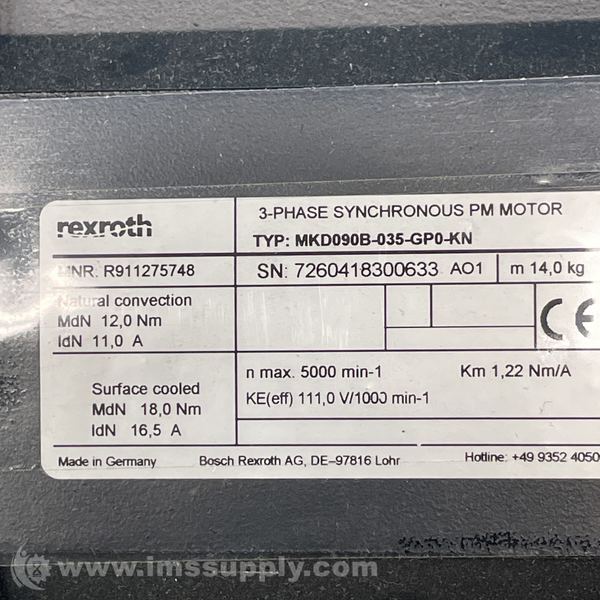 rexroth
3-PHASE SYNCHRONOUS PM MOTOR
TYP: MKD090B-035-GP0-KN
MNR: R911275748
SN: 7260418300633 AO1
m 14,0 kg
Natural convection
MdN 12,0 Nm
IdN 11,0 A
CE
n max. 5000 min-1
Km 1,22 Nm/A
KE(eff) 111,0 V/1000 min-1
Surface cooled
MdN 18,0 Nm
IdN 16,5 A
Made in Germany
Bosch Rexroth AG, DE–97816 Lohr
Hotline: +49 9352 4050
www.imssupply.com